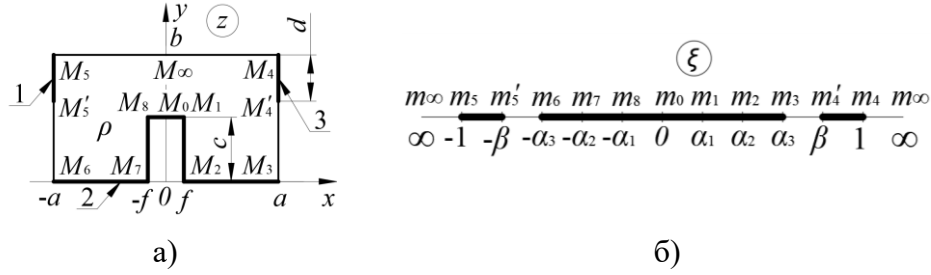 y z
b
d
M₅ M∞ M₄
1
M₅′ M₈ M₀ M₁ M₄′
3
ρ
c
M₆ M₇ M₂ M₃
-a 2 -f 0 f a x
ξ
m∞ m₅ m₅′ m₆ m₇ m₈ m₀ m₁ m₂ m₃ m₄′ m₄ m∞
∞ -1 -β -α₃ -α₂ -α₁ 0 α₁ α₂ α₃ β 1 ∞
а) б)